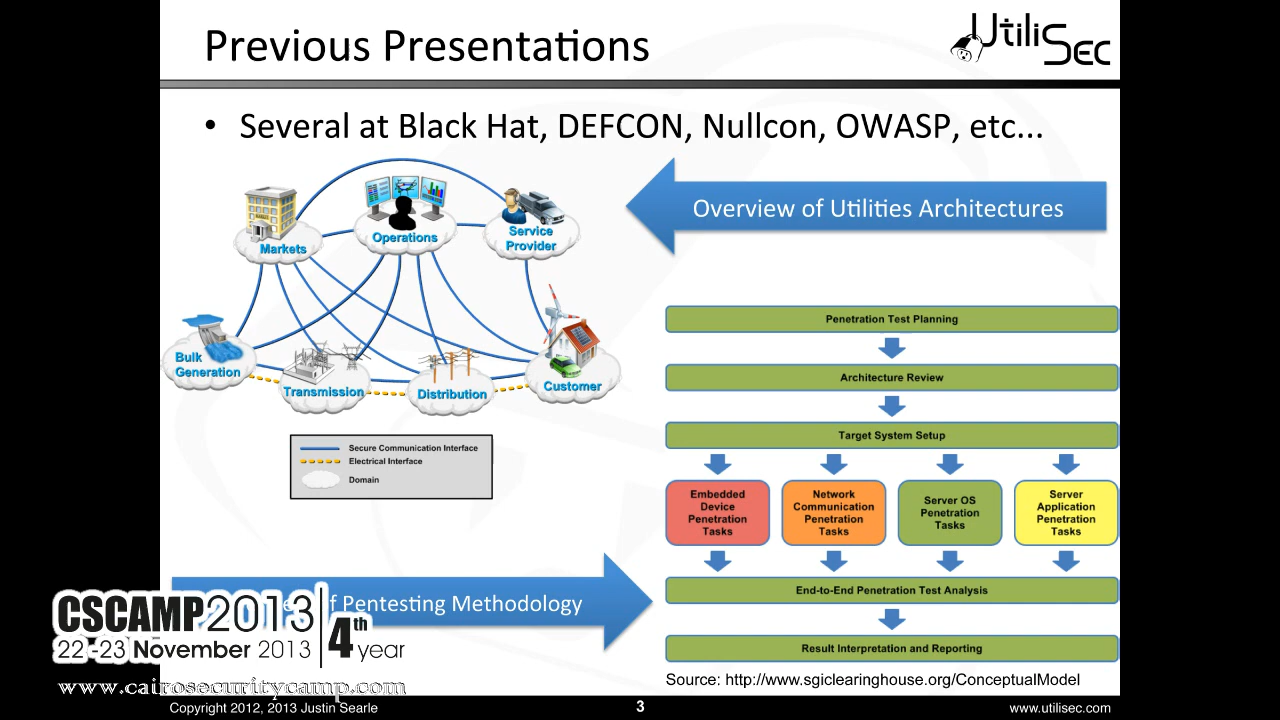 Previous Presentations
UtiliSec
• Several at Black Hat, DEFCON, Nullcon, OWASP, etc...
Markets
Operations
Service
Provider
Bulk
Generation
Transmission
Distribution
Customer
Secure Communication Interface
Electrical Interface
Domain
Overview of Utilities Architectures
Penetration Test Planning
Architecture Review
Target System Setup
Embedded
Device
Penetration
Tasks
Network
Communication
Penetration
Tasks
Server OS
Penetration
Tasks
Server
Application
Penetration
Tasks
End-to-End Penetration Test Analysis
Result Interpretation and Reporting
of Pentesting Methodology
CSCAMP2013
22-23 November 2013
4th
year
www.cairosecuritycamp.com
Source: http://www.sgiclearinghouse.org/ConceptualModel
Copyright 2012, 2013 Justin Searle
3
www.utilisec.com